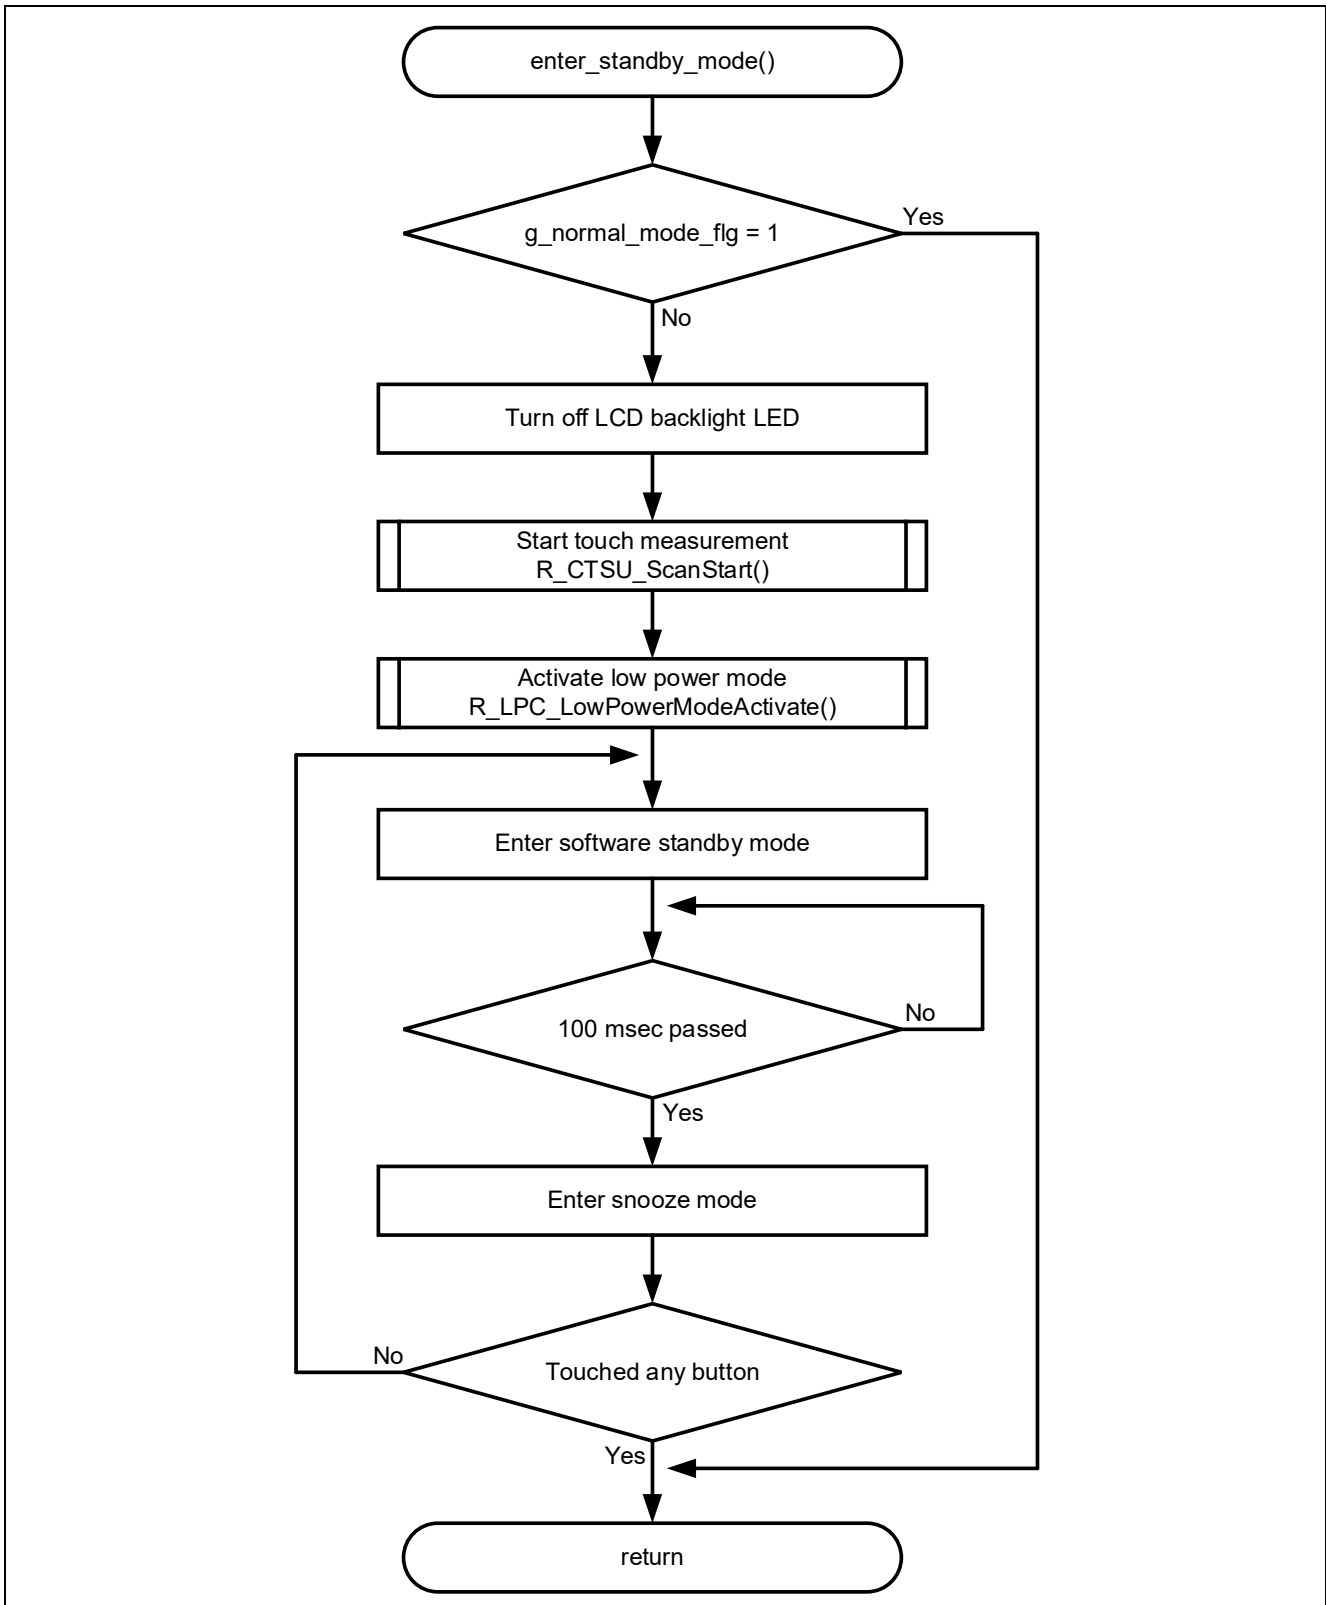 enter_standby_mode()
g_normal_mode_flg = 1
Yes
No
Turn off LCD backlight LED
Start touch measurement
R_CTSU_ScanStart()
Activate low power mode
R_LPC_LowPowerModeActivate()
Enter software standby mode
100 msec passed
No
Yes
Enter snooze mode
No
Touched any button
Yes
return